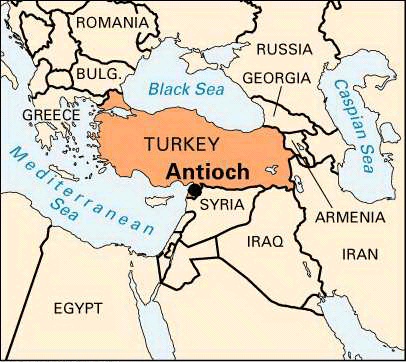 ROMANIA
RUSSIA
BULG.
Black Sea
GEORGIA
Caspian Sea
GREECE
TURKEY
Antioch
Mediterranean
Sea
SYRIA
ARMENIA
IRAQ
IRAN
EGYPT